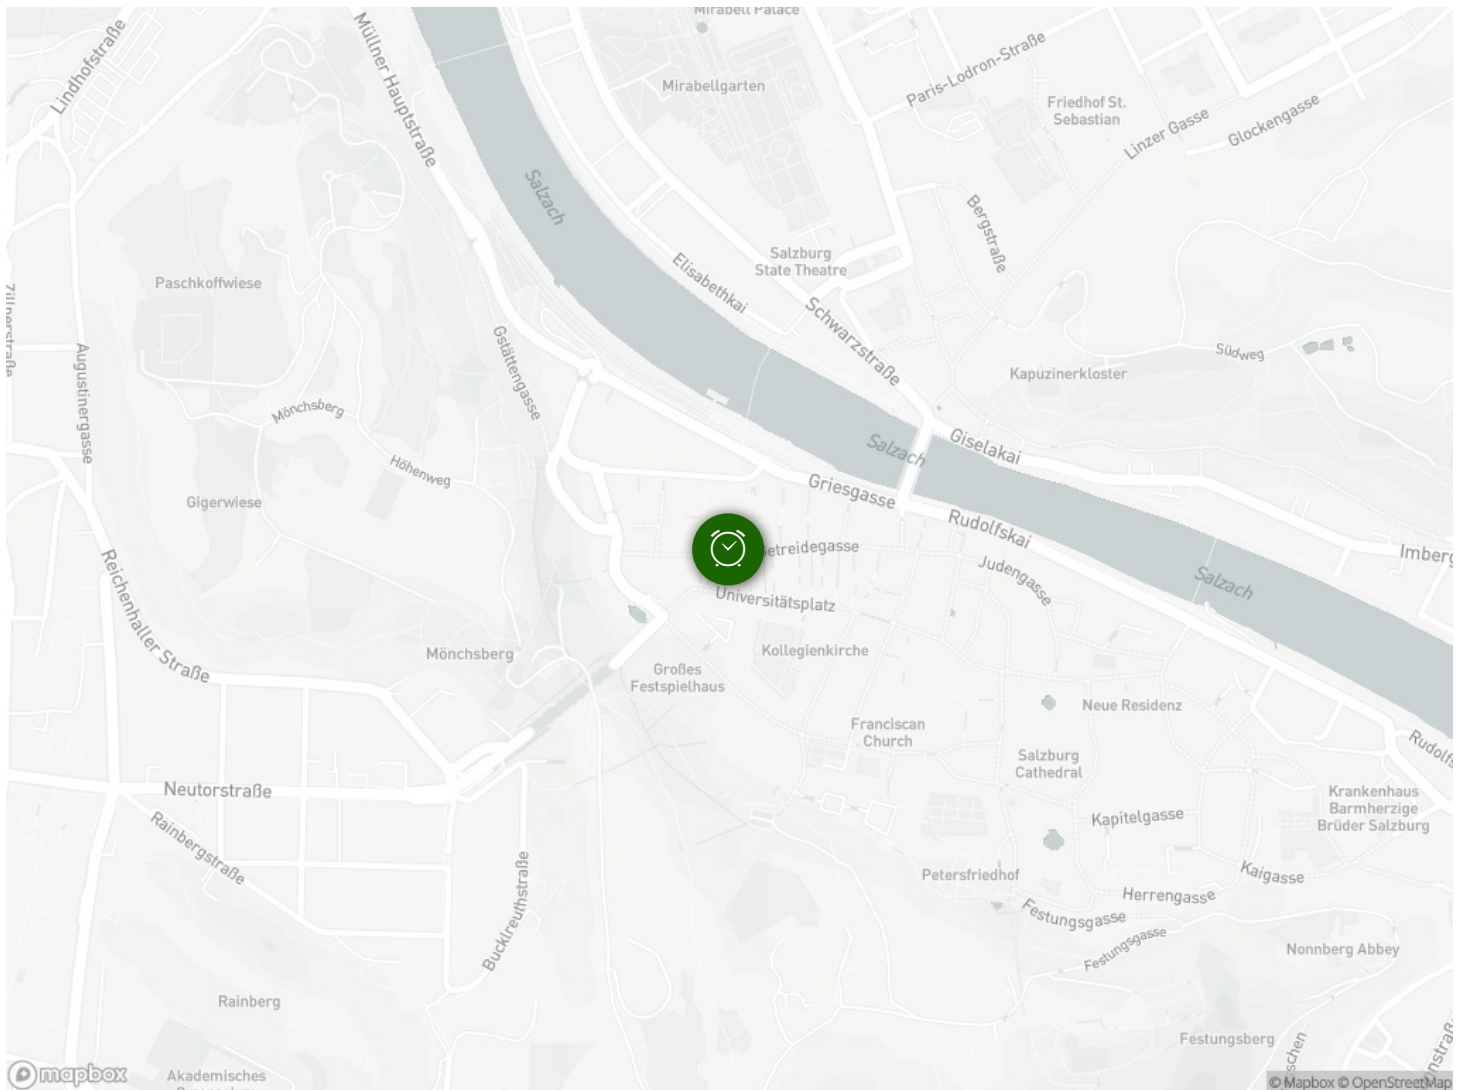 Mirabell Palace
Lindhofstraße
Müllner Hauptstraße
Paris-Lodron-Straße
Mirabellgarten
Friedhof St.
Sebastian
Linzer Gasse
Glockengasse
Salzach
Bergstraße
Salzburg
State Theatre
Elisabethkai
Paschkoffwiese
Schwarzstraße
Gstättengasse
Augustinergasse
Südweg
Kapuzinerkloster
Mönchsberg
Salzach
Giselakai
Höhenweg
Griesgasse
Gigerwiese
Rudolfskai
Getreidegasse
Imberg
Judengasse
Salzach
Reichenhaller Straße
Universitätsplatz
Mönchsberg
Kollegienkirche
Großes
Festspielhaus
Neue Residenz
Franciscan
Church
Salzburg
Cathedral
Rudolfs
Neutorstraße
Krankenhaus
Barmherzige
Brüder Salzburg
Kapitelgasse
Rainbergstraße
Petersfriedhof
Kaigasse
Herrengasse
Bucklreuthstraße
Festungsgasse
Festungsgasse
Nonnberg Abbey
Rainberg
Festungsberg
Akademisches
mapbox
© Mapbox © OpenStreetMap